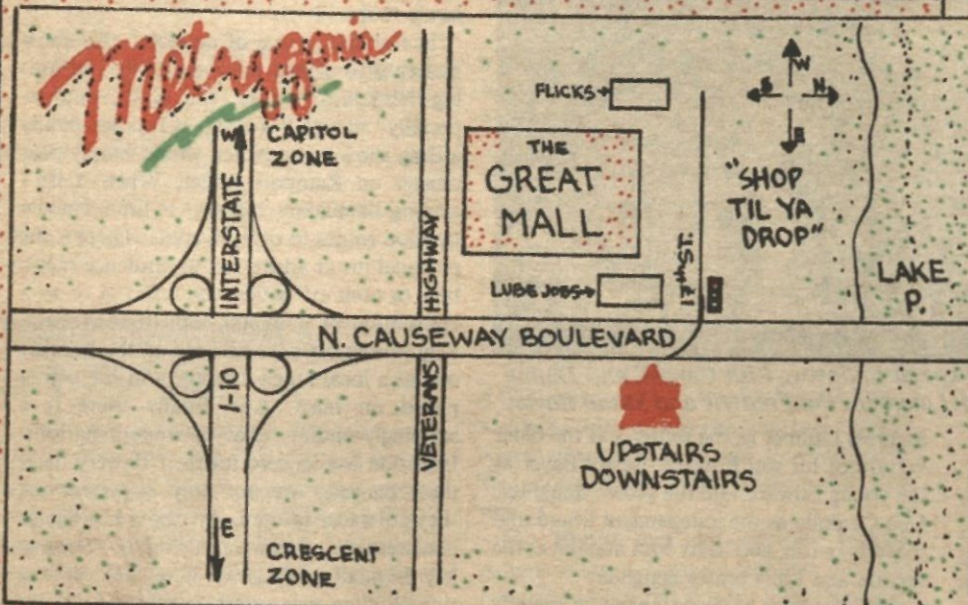 Metrygonia
W
CAPITOL
ZONE
INTERSTATE
I-10
E
CRESCENT
ZONE
VETERANS HIGHWAY
FLICKS
THE
GREAT
MALL
LUBE JOBS
17th ST.
W
S N
E
"SHOP
TIL YA
DROP"
LAKE
P.
N. CAUSEWAY BOULEVARD
UPSTAIRS
DOWNSTAIRS